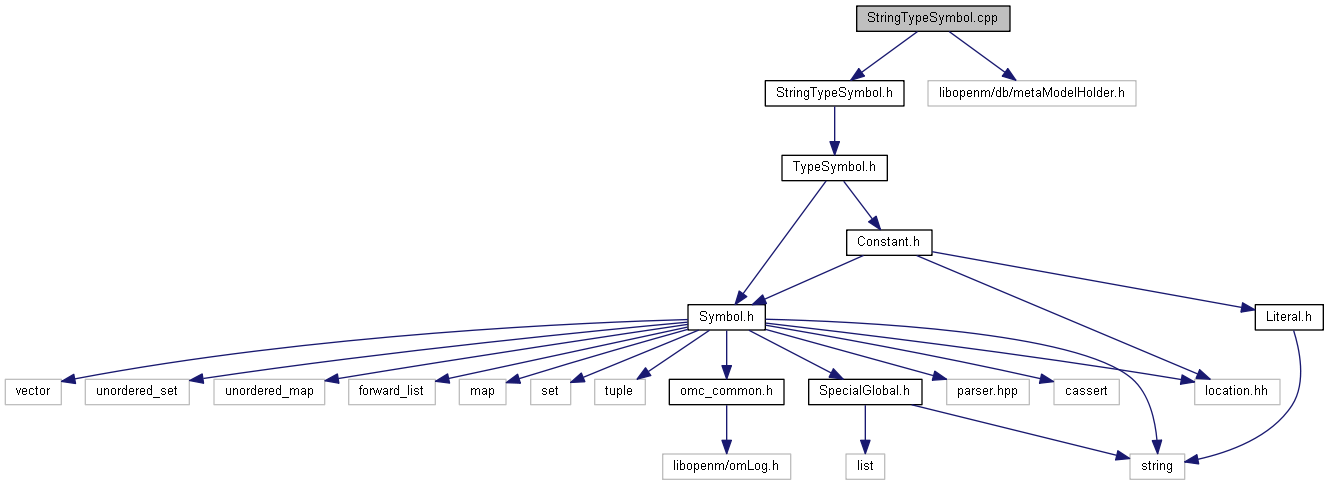 StringTypeSymbol.cpp
StringTypeSymbol.h
libopenm/db/metaModelHolder.h
TypeSymbol.h
Constant.h
Symbol.h
Literal.h
vector
unordered_set
unordered_map
forward_list
map
set
tuple
omc_common.h
SpecialGlobal.h
parser.hpp
cassert
location.hh
libopenm/omLog.h
list
string